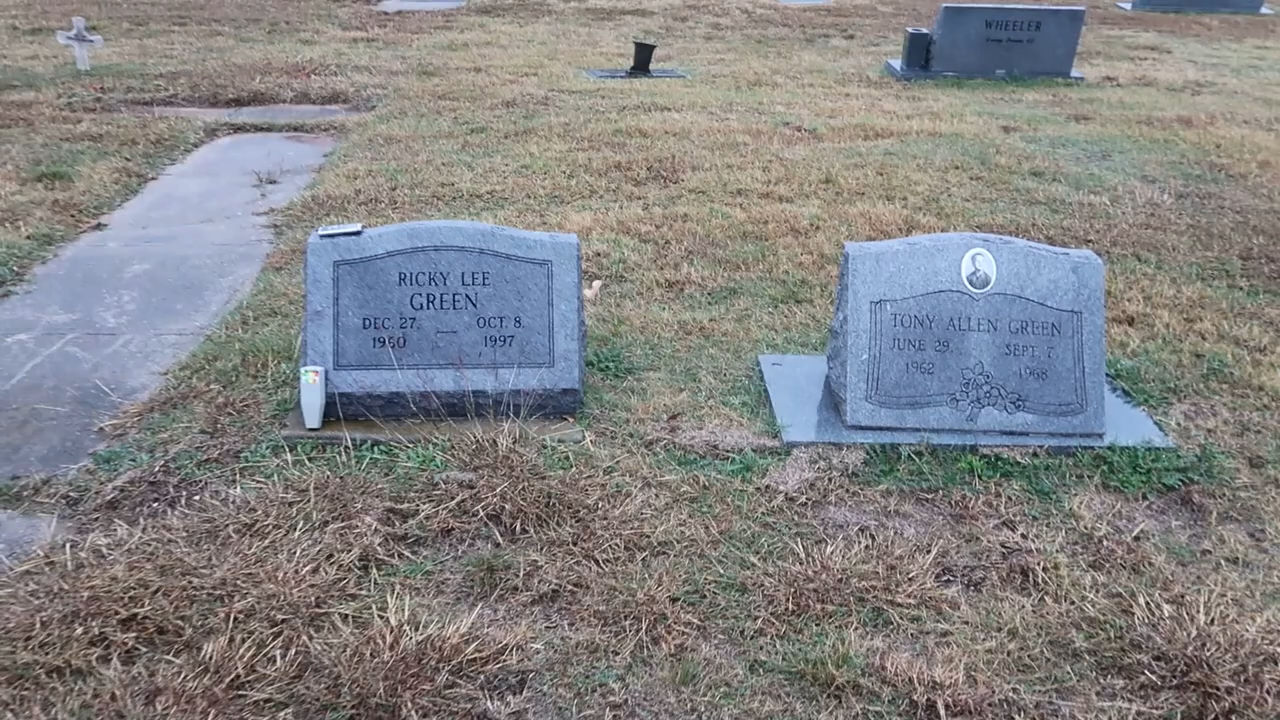 WHEELER
RICKY LEE
GREEN
DEC. 27, — OCT. 8,
1960 1997
TONY ALLEN GREEN
JUNE 29, SEPT. 7
1962 1968